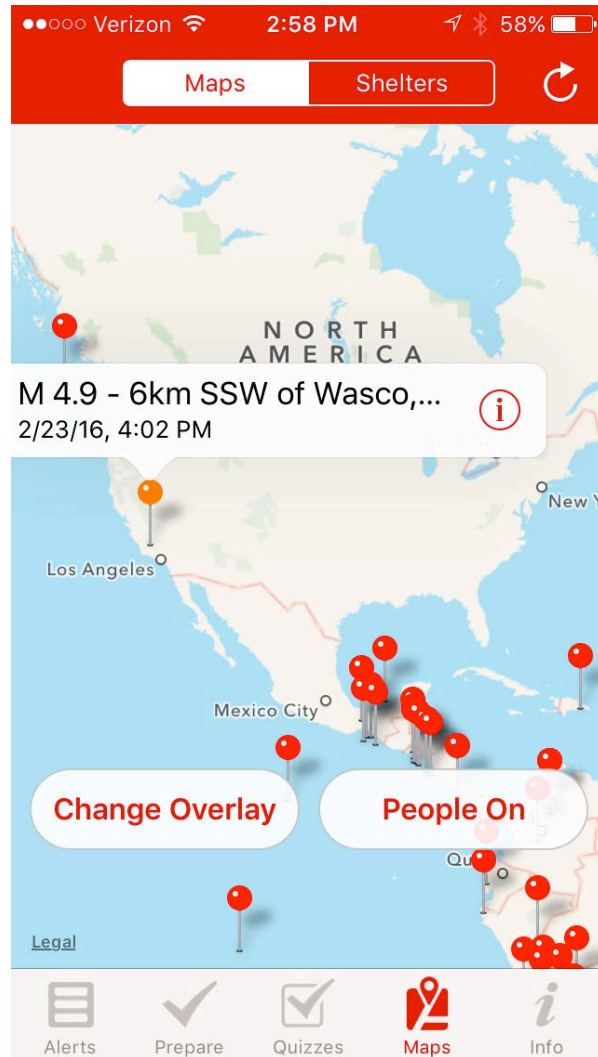 Verizon 2:58 PM 58%
Maps Shelters
NORTH
AMERICA
M 4.9 - 6km SSW of Wasco,...
i
2/23/16, 4:02 PM
New Y
Los Angeles
Mexico City
Change Overlay People On
Qu
Legal
Alerts Prepare Quizzes Maps Info